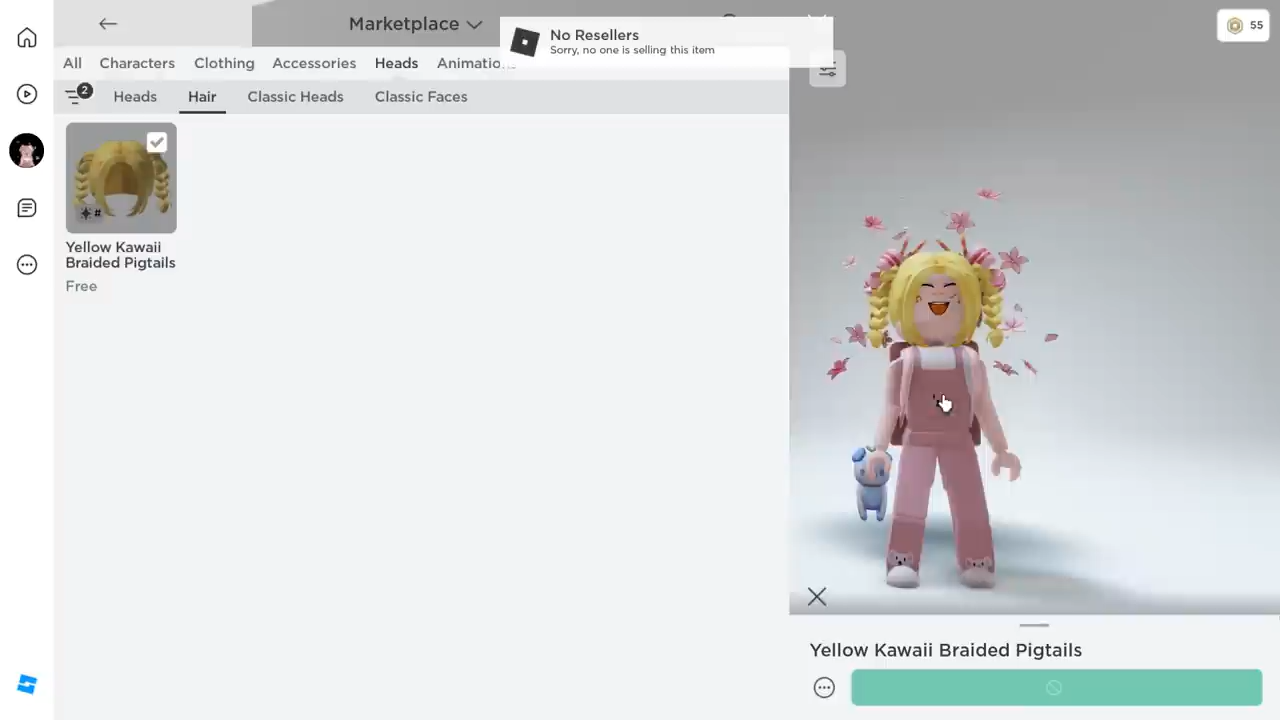 Marketplace
No Resellers
Sorry, no one is selling this item
55
All Characters Clothing Accessories Heads Animation
2
Heads Hair Classic Heads Classic Faces
#
Yellow Kawaii
Braided Pigtails
Free
Yellow Kawaii Braided Pigtails